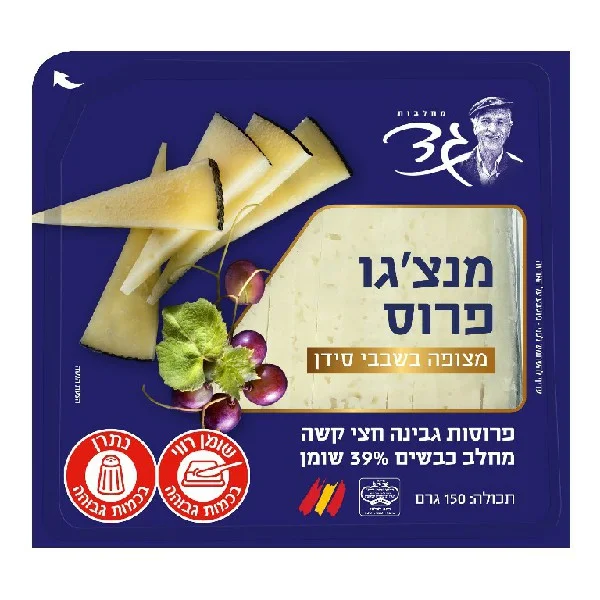 מחלבות
גד
מנצ'גו
פרוס
מצופה בשבבי סידן
פרוסות גבינה חצי קשה
מחלב כבשים 39% שומן
תכולה: 150 גרם
נתרן
בכמות גבוהה
שומן רווי
בכמות גבוהה